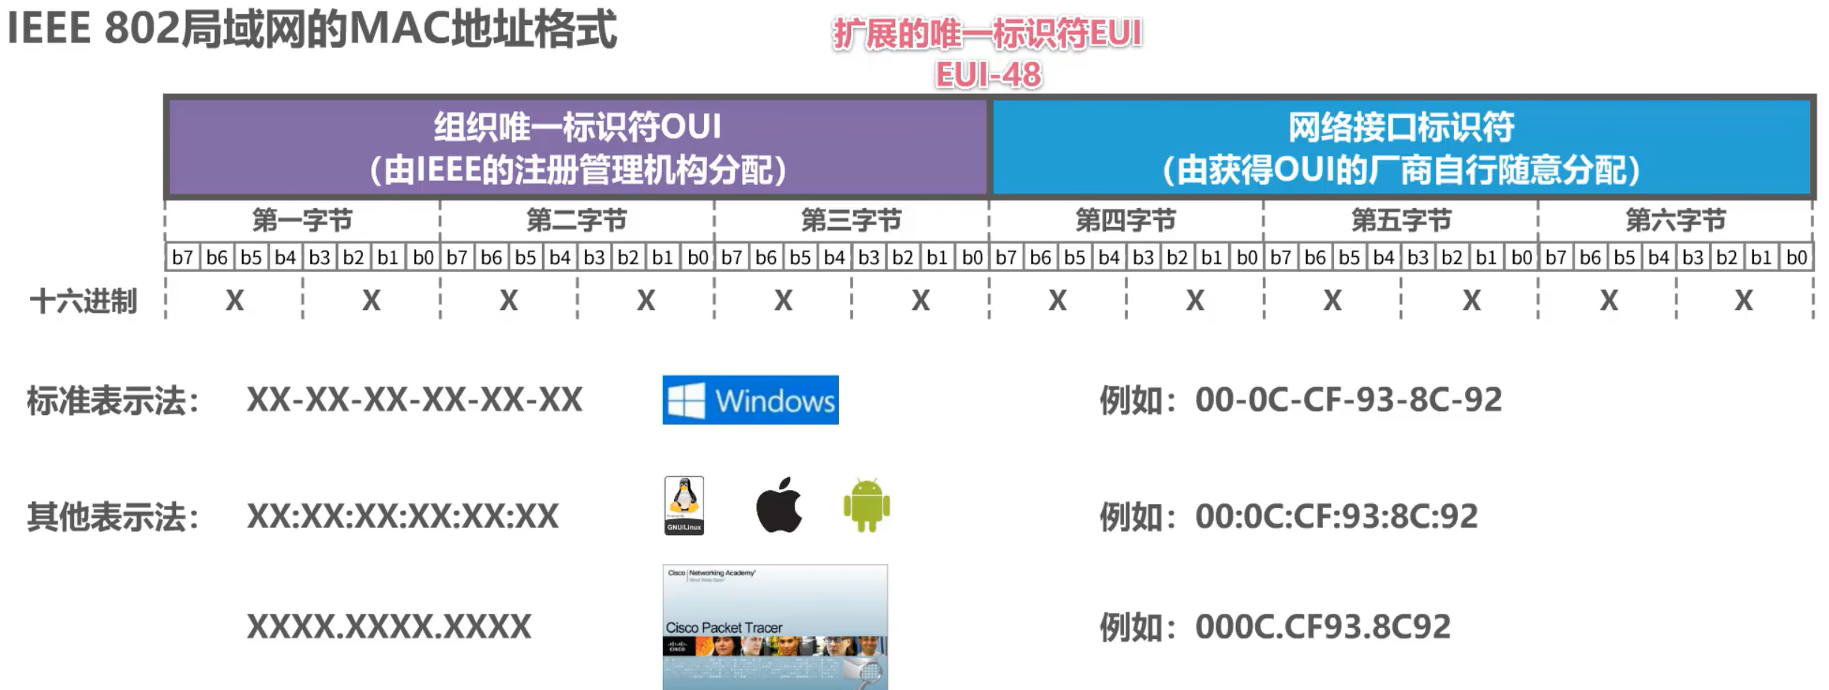 IEEE 802局域网的MAC地址格式
扩展的唯一标识符EUI
EUI-48
组织唯一标识符OUI
（由IEEE的注册管理机构分配）
网络接口标识符
（由获得OUI的厂商自行随意分配）
第一字节 第二字节 第三字节 第四字节 第五字节 第六字节
b7 b6 b5 b4 b3 b2 b1 b0 b7 b6 b5 b4 b3 b2 b1 b0 b7 b6 b5 b4 b3 b2 b1 b0 b7 b6 b5 b4 b3 b2 b1 b0 b7 b6 b5 b4 b3 b2 b1 b0 b7 b6 b5 b4 b3 b2 b1 b0
十六进制 X X X X X X X X X X X X
标准表示法： XX-XX-XX-XX-XX-XX Windows 例如：00-0C-CF-93-8C-92
其他表示法： XX:XX:XX:XX:XX:XX 例如：00:0C:CF:93:8C:92
GNU/Linux
Cisco Networking Academy
Cisco Packet Tracer
CISCO
XXXX.XXXX.XXXX 例如：000C.CF93.8C92